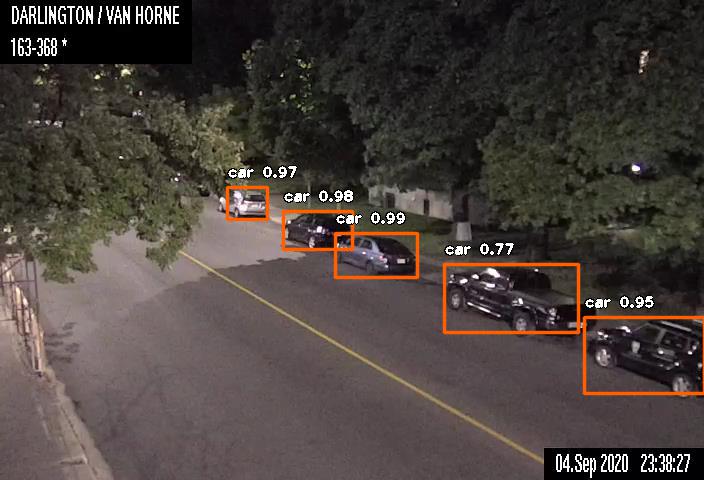 DARLINGTON / VAN HORNE
163-368 *
car 0.97
car 0.98
car 0.99
car 0.77
car 0.95
04.Sep 2020 23:38:27